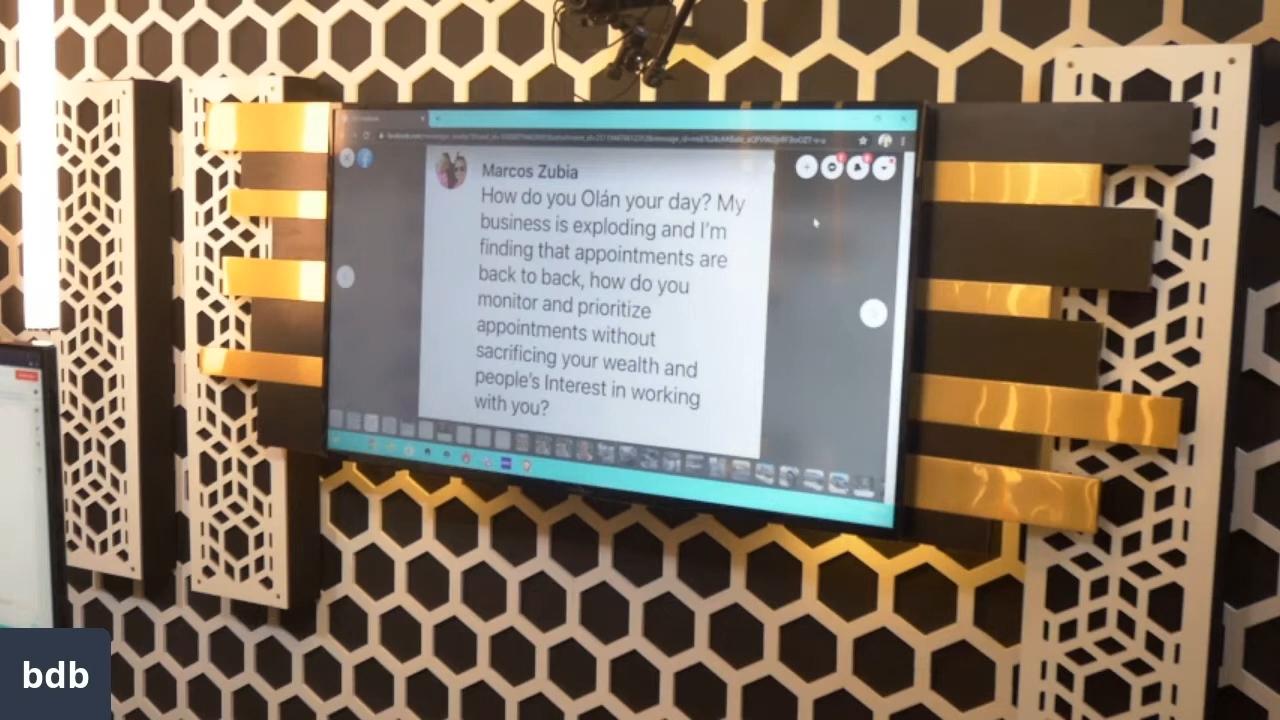 Marcos Zubia
How do you Olán your day? My
business is exploding and I'm
finding that appointments are
back to back, how do you
monitor and prioritize
appointments without
sacrificing your wealth and
people's Interest in working
with you?
bdb